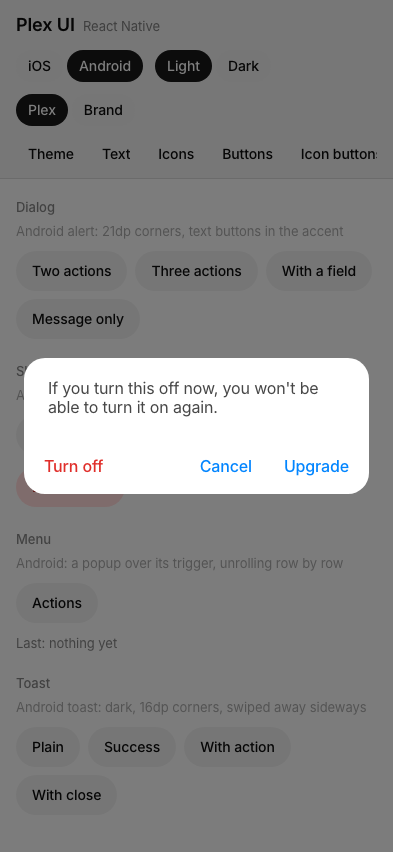 Plex UI React Native
iOS Android Light Dark
Plex Brand
Theme Text Icons Buttons Icon buttons
Dialog
Android alert: 21dp corners, text buttons in the accent
Two actions Three actions With a field
Message only
If you turn this off now, you won't be
able to turn it on again.
Turn off Cancel Upgrade
Menu
Android: a popup over its trigger, unrolling row by row
Actions
Last: nothing yet
Toast
Android toast: dark, 16dp corners, swiped away sideways
Plain Success With action
With close